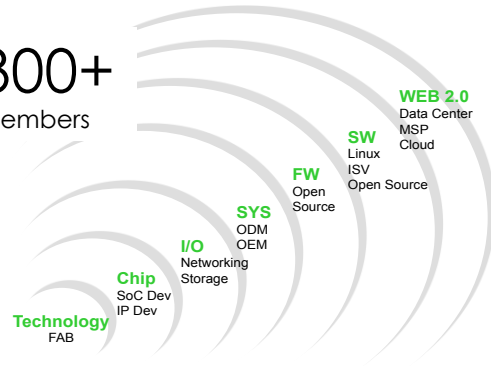 300+
embers
WEB 2.0
Data Center
MSP
Cloud
SW
Linux
ISV
Open Source
FW
Open
Source
SYS
ODM
OEM
I/O
Networking
Storage
Chip
SoC Dev
IP Dev
Technology
FAB